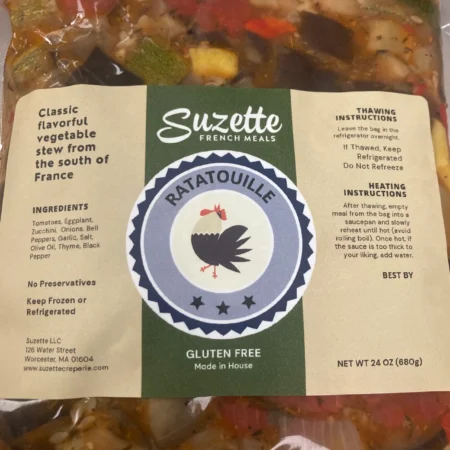 Classic
flavorful
vegetable
stew from
the south of
France
INGREDIENTS
Tomatoes, Eggplant,
Zucchini, Onions, Bell
Peppers, Garlic, Salt,
Olive Oil, Thyme, Black
Pepper
No Preservatives
Keep Frozen or
Refrigerated
Suzette LLC
126 Water Street
Worcester, MA 01604
www.suzettecreperie.com
Suzette
FRENCH MEALS
RATATOUILLE
GLUTEN FREE
Made in House
THAWING
INSTRUCTIONS
Leave the bag in the
refrigerator overnight.
If Thawed, Keep
Refrigerated
Do Not Refreeze
HEATING
INSTRUCTIONS
After thawing, empty
meal from the bag into a
saucepan and slowly
reheat until hot (avoid
rolling boil). Once hot, if
the sauce is too thick to
your liking, add water.
BEST BY
NET WT 24 OZ (680g)